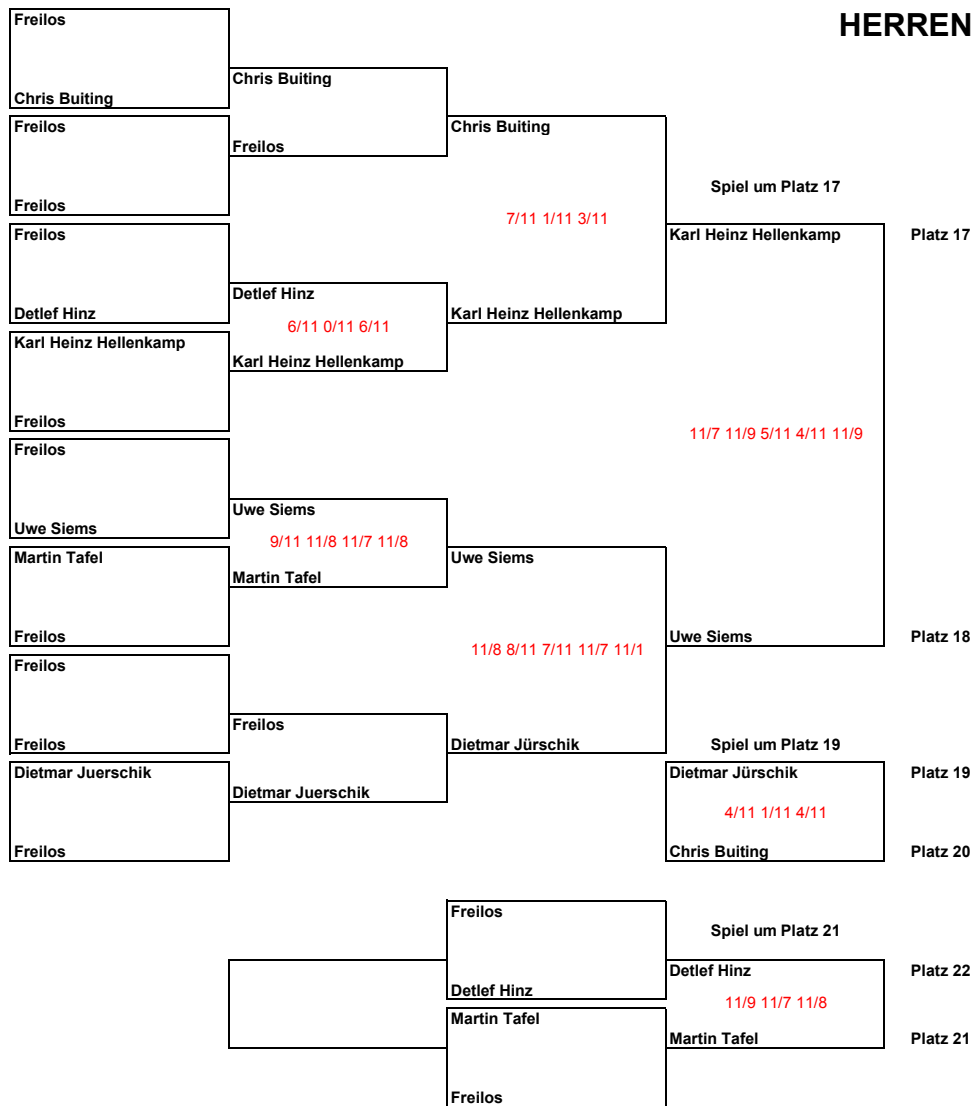 Freilos
HERREN
Chris Buiting
Chris Buiting
Freilos
Chris Buiting
Freilos
Spiel um Platz 17
Freilos
7/11 1/11 3/11
Freilos
Karl Heinz Hellenkamp
Platz 17
Detlef Hinz
Detlef Hinz
Karl Heinz Hellenkamp
6/11 0/11 6/11
Karl Heinz Hellenkamp
Karl Heinz Hellenkamp
Freilos
11/7 11/9 5/11 4/11 11/9
Freilos
Uwe Siems
Uwe Siems
9/11 11/8 11/7 11/8
Martin Tafel
Uwe Siems
Martin Tafel
Freilos
Uwe Siems
Platz 18
11/8 8/11 7/11 11/7 11/1
Freilos
Freilos
Freilos
Dietmar Jürschik
Spiel um Platz 19
Dietmar Juerschik
Dietmar Jürschik
Platz 19
Dietmar Juerschik
4/11 1/11 4/11
Freilos
Chris Buiting
Platz 20
Freilos
Spiel um Platz 21
Detlef Hinz
Platz 22
Detlef Hinz
11/9 11/7 11/8
Martin Tafel
Martin Tafel
Platz 21
Freilos